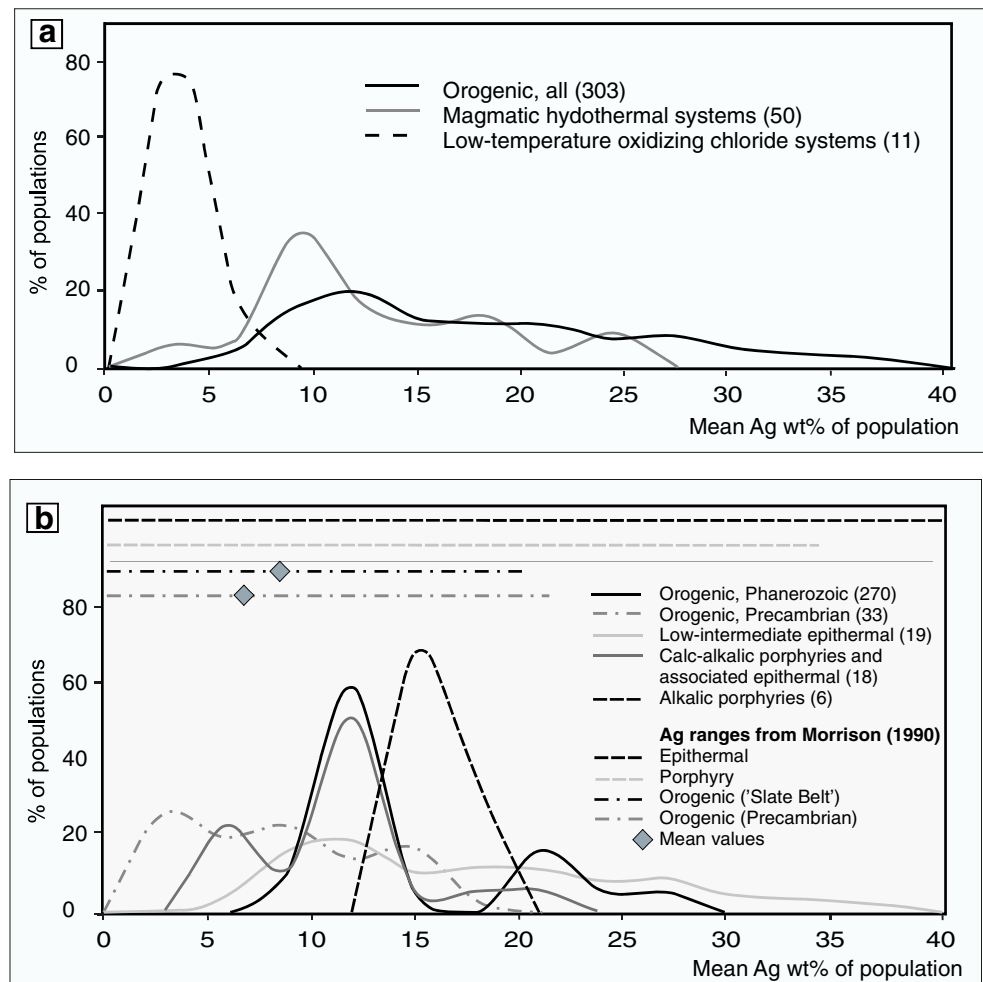 a
80
60
40
20
0
% of populations
Orogenic, all (303)
Magmatic hydothermal systems (50)
Low-temperature oxidizing chloride systems (11)
0 5 10 15 20 25 30 35 40
Mean Ag wt% of population
b
80
60
40
20
0
% of populations
Orogenic, Phanerozoic (270)
Orogenic, Precambrian (33)
Low-intermediate epithermal (19)
Calc-alkalic porphyries and
associated epithermal (18)
Alkalic porphyries (6)
Ag ranges from Morrison (1990)
Epithermal
Porphyry
Orogenic ('Slate Belt')
Orogenic (Precambrian)
Mean values
0 5 10 15 20 25 30 35 40
Mean Ag wt% of population